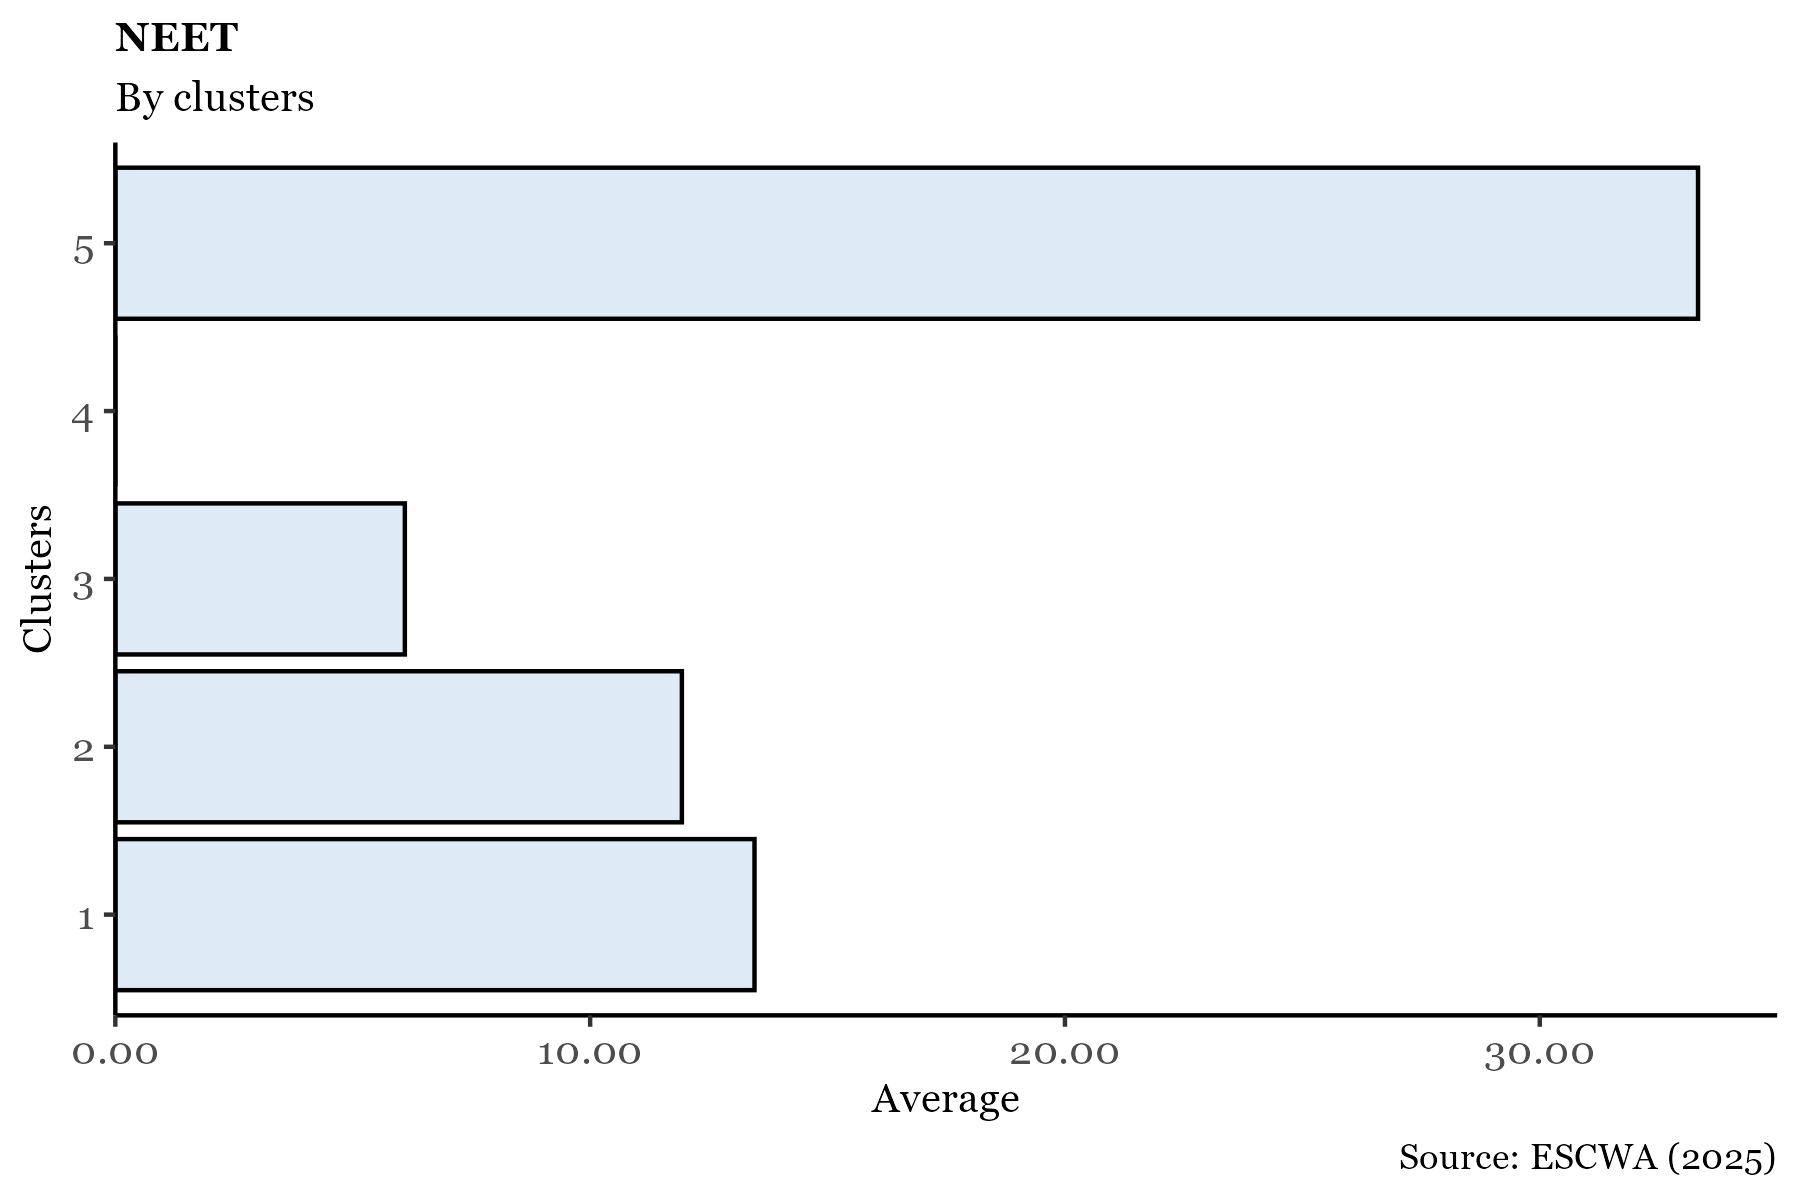 NEET
By clusters
5
4
3
2
1
Clusters
0.00 10.00 20.00 30.00
Average
Source: ESCWA (2025)